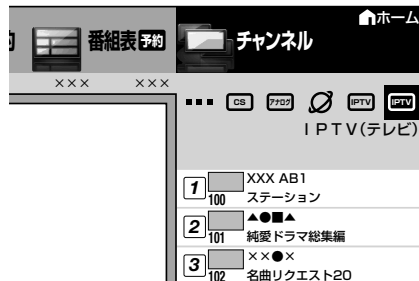 ホーム
番組表 予約
チャンネル
××× ×××
CS アナログ IPTV IPTV
IPTV(テレビ)
1 100 XXX AB1
ステーション
2 101 ▲●■▲
純愛ドラマ総集編
3 102 ××●×
名曲リクエスト20